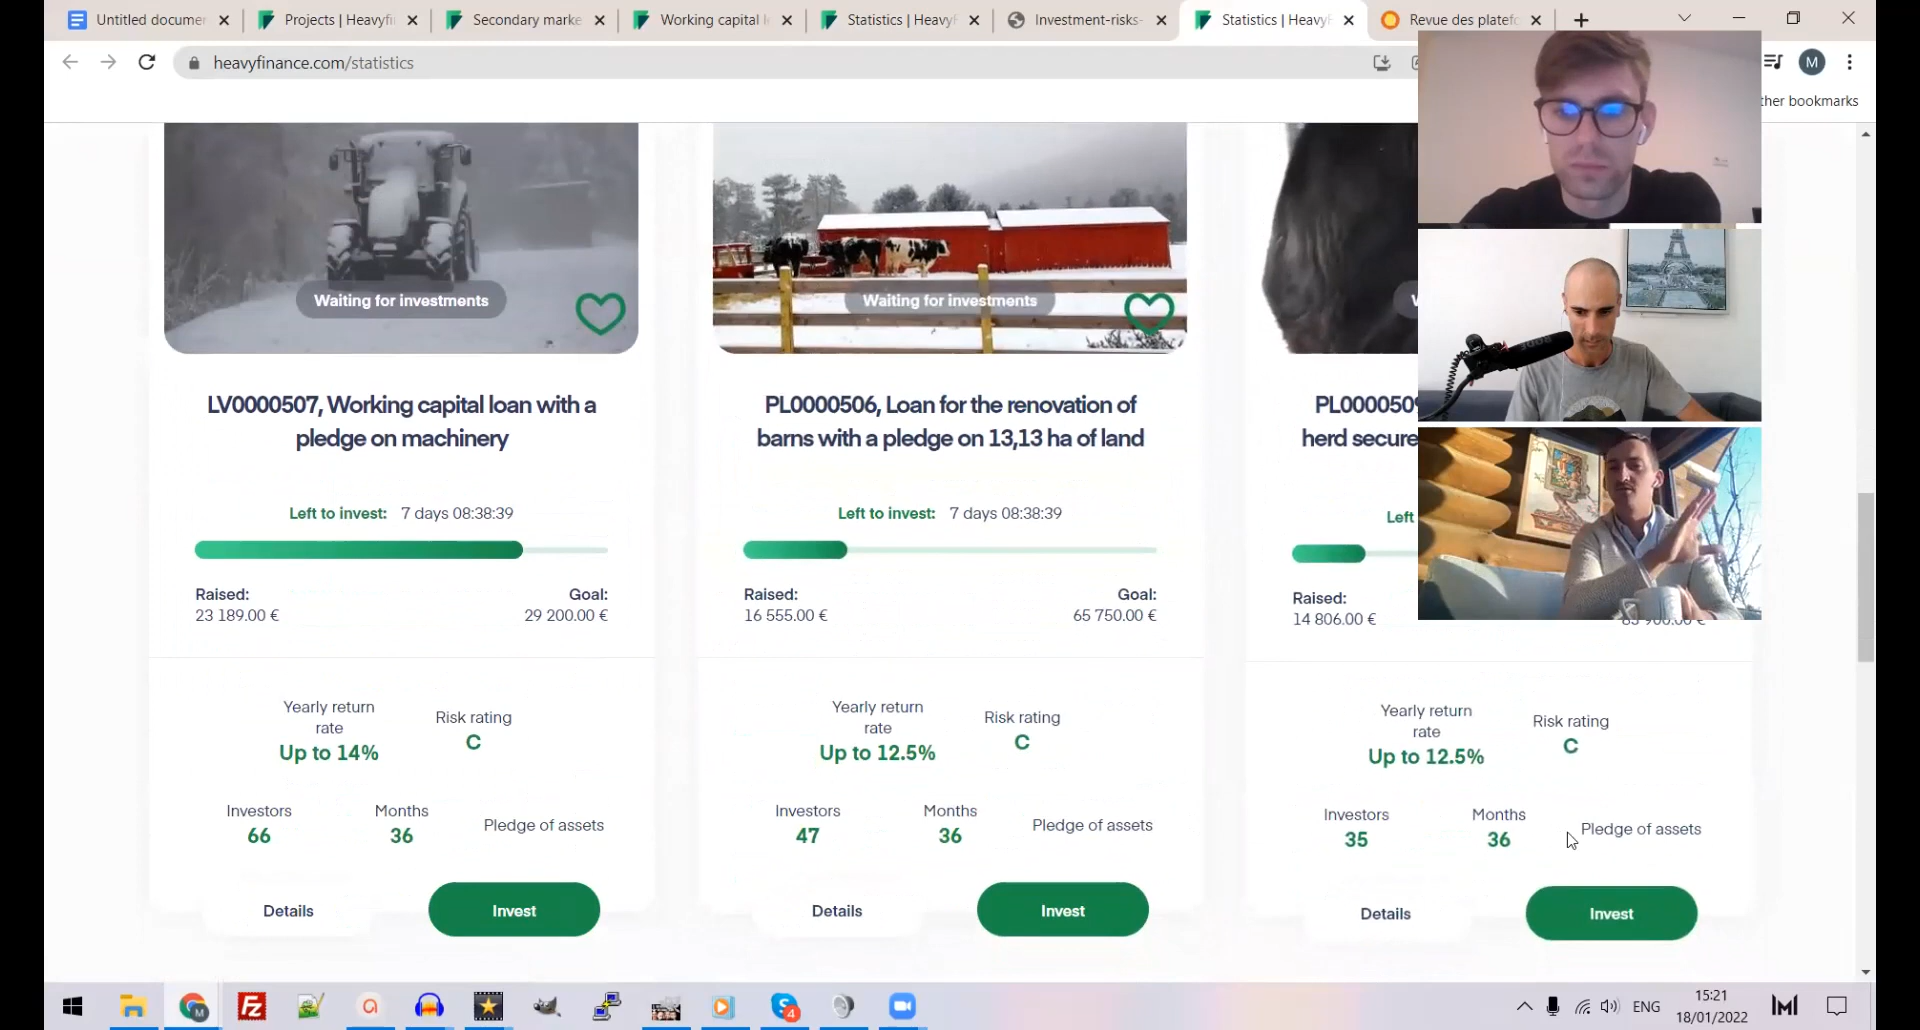 Untitled documen
Projects | Heavyfi
Secondary marke
Working capital l
Statistics | HeavyF
Investment-risks-
Statistics | HeavyF
Revue des platef
heavyfinance.com/statistics
M
ther bookmarks
Waiting for investments
Waiting for investments
LV0000507, Working capital loan with a
pledge on machinery
PL0000506, Loan for the renovation of
barns with a pledge on 13,13 ha of land
PL0000509
herd secure
Left to invest: 7 days 08:38:39
Left to invest: 7 days 08:38:39
Left
Raised: Goal:
23 189.00 € 29 200.00 €
Raised: Goal:
16 555.00 € 65 750.00 €
Raised:
14 806.00 €
Yearly return
rate
Up to 14%
Risk rating
C
Yearly return
rate
Up to 12.5%
Risk rating
C
Yearly return
rate
Up to 12.5%
Risk rating
C
Investors
66
Months
36
Pledge of assets
Investors
47
Months
36
Pledge of assets
Investors
35
Months
36
Pledge of assets
Details Invest
Details Invest
Details Invest
4
ENG
15:21
18/01/2022